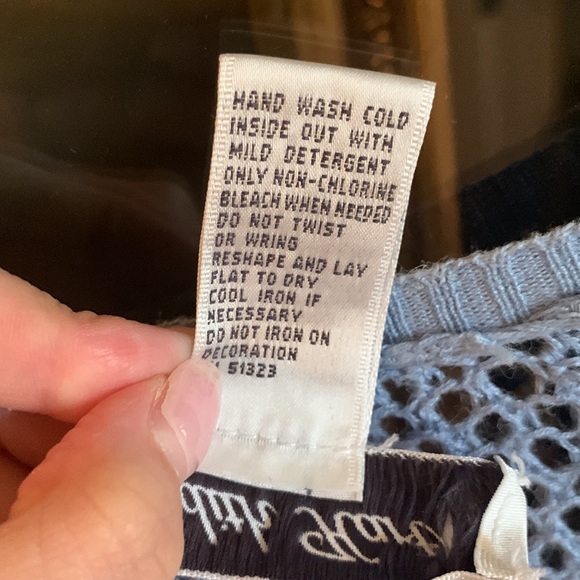 HAND WASH COLD
INSIDE OUT WITH
MILD DETERGENT
ONLY NON-CHLORINE
BLEACH WHEN NEEDED
DO NOT TWIST
OR WRING
RESHAPE AND LAY
FLAT TO DRY
COOL IRON IF
NECESSARY
DO NOT IRON ON
DECORATION
51323